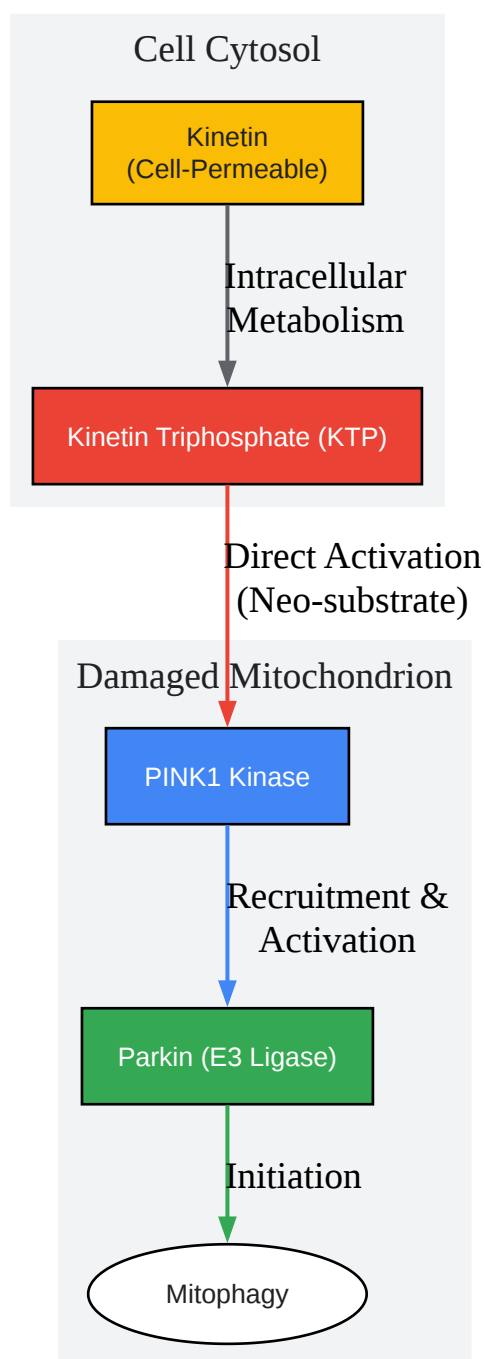 Cell Cytosol
Kinetin
(Cell-Permeable)
Intracellular
Metabolism
Kinetin Triphosphate (KTP)
Direct Activation
(Neo-substrate)
Damaged Mitochondrion
PINK1 Kinase
Recruitment &
Activation
Parkin (E3 Ligase)
Initiation
Mitophagy